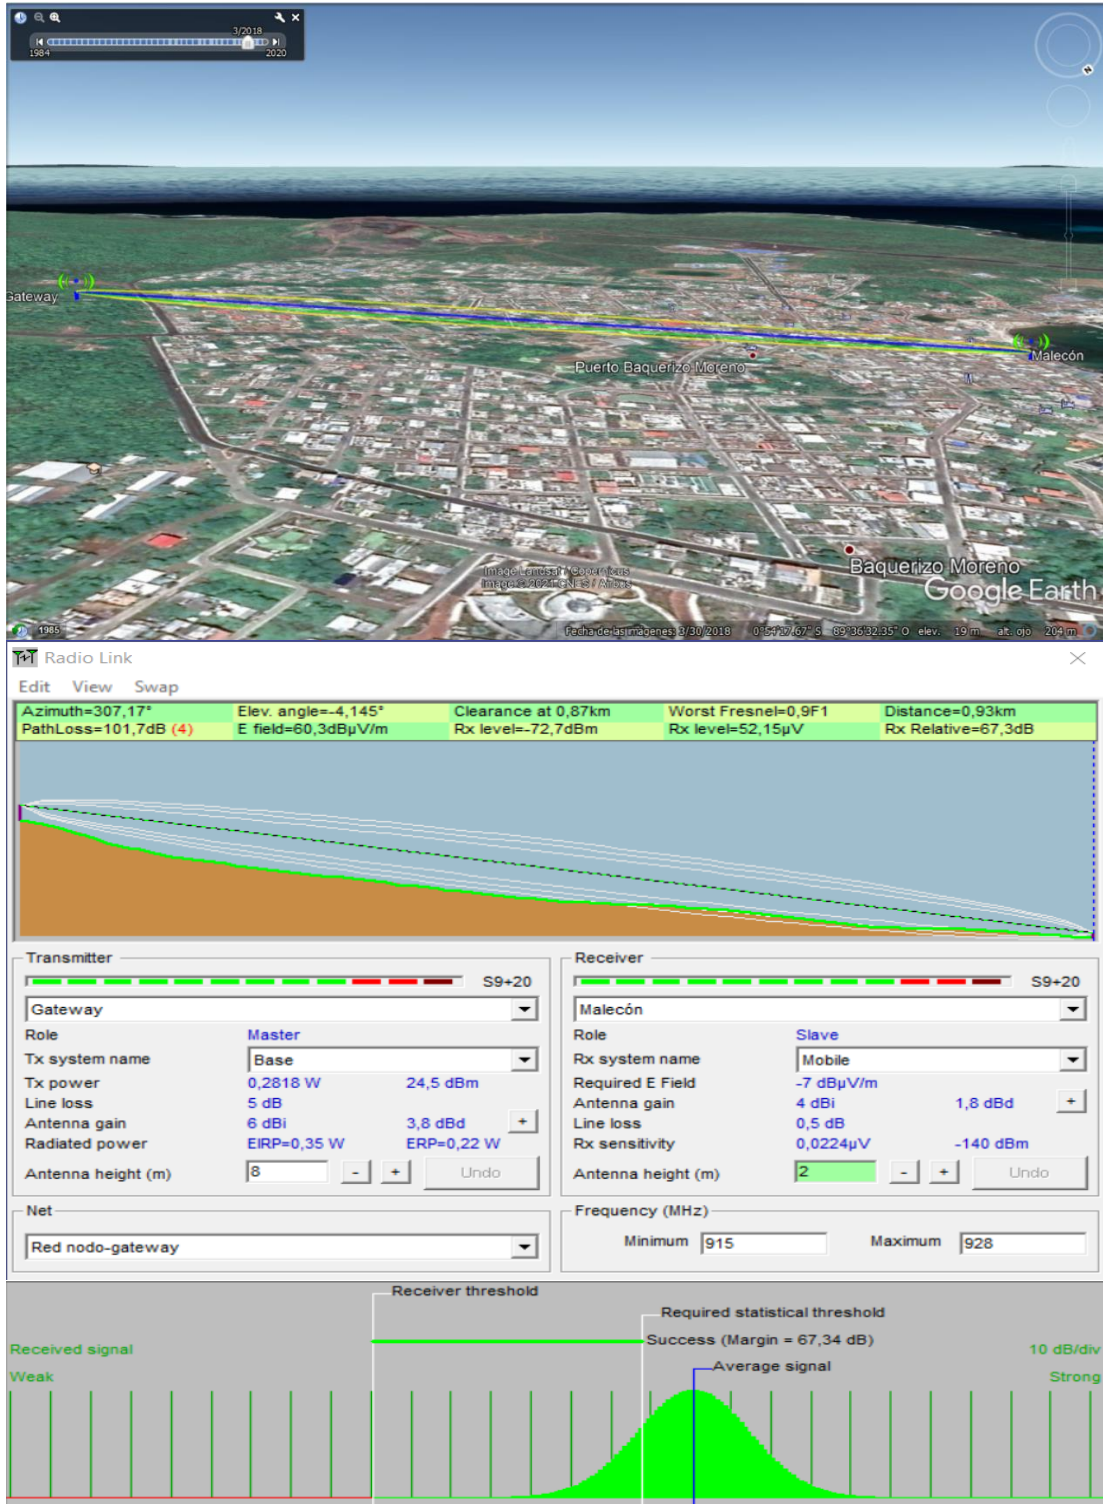 3/2018
1984
2020
Gateway
Malecón
Puerto Baquerizo Moreno
Baquerizo Moreno
Image Landsat / Copernicus
Image © 2021 CNES / Airbus
Google Earth
1985
Fecha de las imágenes: 3/30/2018 0°54'17.67" S 89°36'32.35" O elev. 19 m alt. ojo 204 m
Radio Link
Edit View Swap
Azimuth=307,17° Elev. angle=-4,145° Clearance at 0,87km Worst Fresnel=0,9F1 Distance=0,93km
PathLoss=101,7dB (4) E field=60,3dBµV/m Rx level=-72,7dBm Rx level=52,15µV Rx Relative=67,3dB
Transmitter
S9+20
Gateway
Role Master
Tx system name Base
Tx power 0,2818 W 24,5 dBm
Line loss 5 dB
Antenna gain 6 dBi 3,8 dBd +
Radiated power EIRP=0,35 W ERP=0,22 W
Antenna height (m) 8 - + Undo
Receiver
S9+20
Malecón
Role Slave
Rx system name Mobile
Required E Field -7 dBµV/m
Antenna gain 4 dBi 1,8 dBd +
Line loss 0,5 dB
Rx sensitivity 0,0224µV -140 dBm
Antenna height (m) 2 - + Undo
Net
Red nodo-gateway
Frequency (MHz)
Minimum 915 Maximum 928
Receiver threshold
Required statistical threshold
Success (Margin = 67,34 dB)
Average signal
Received signal
Weak
10 dB/div
Strong